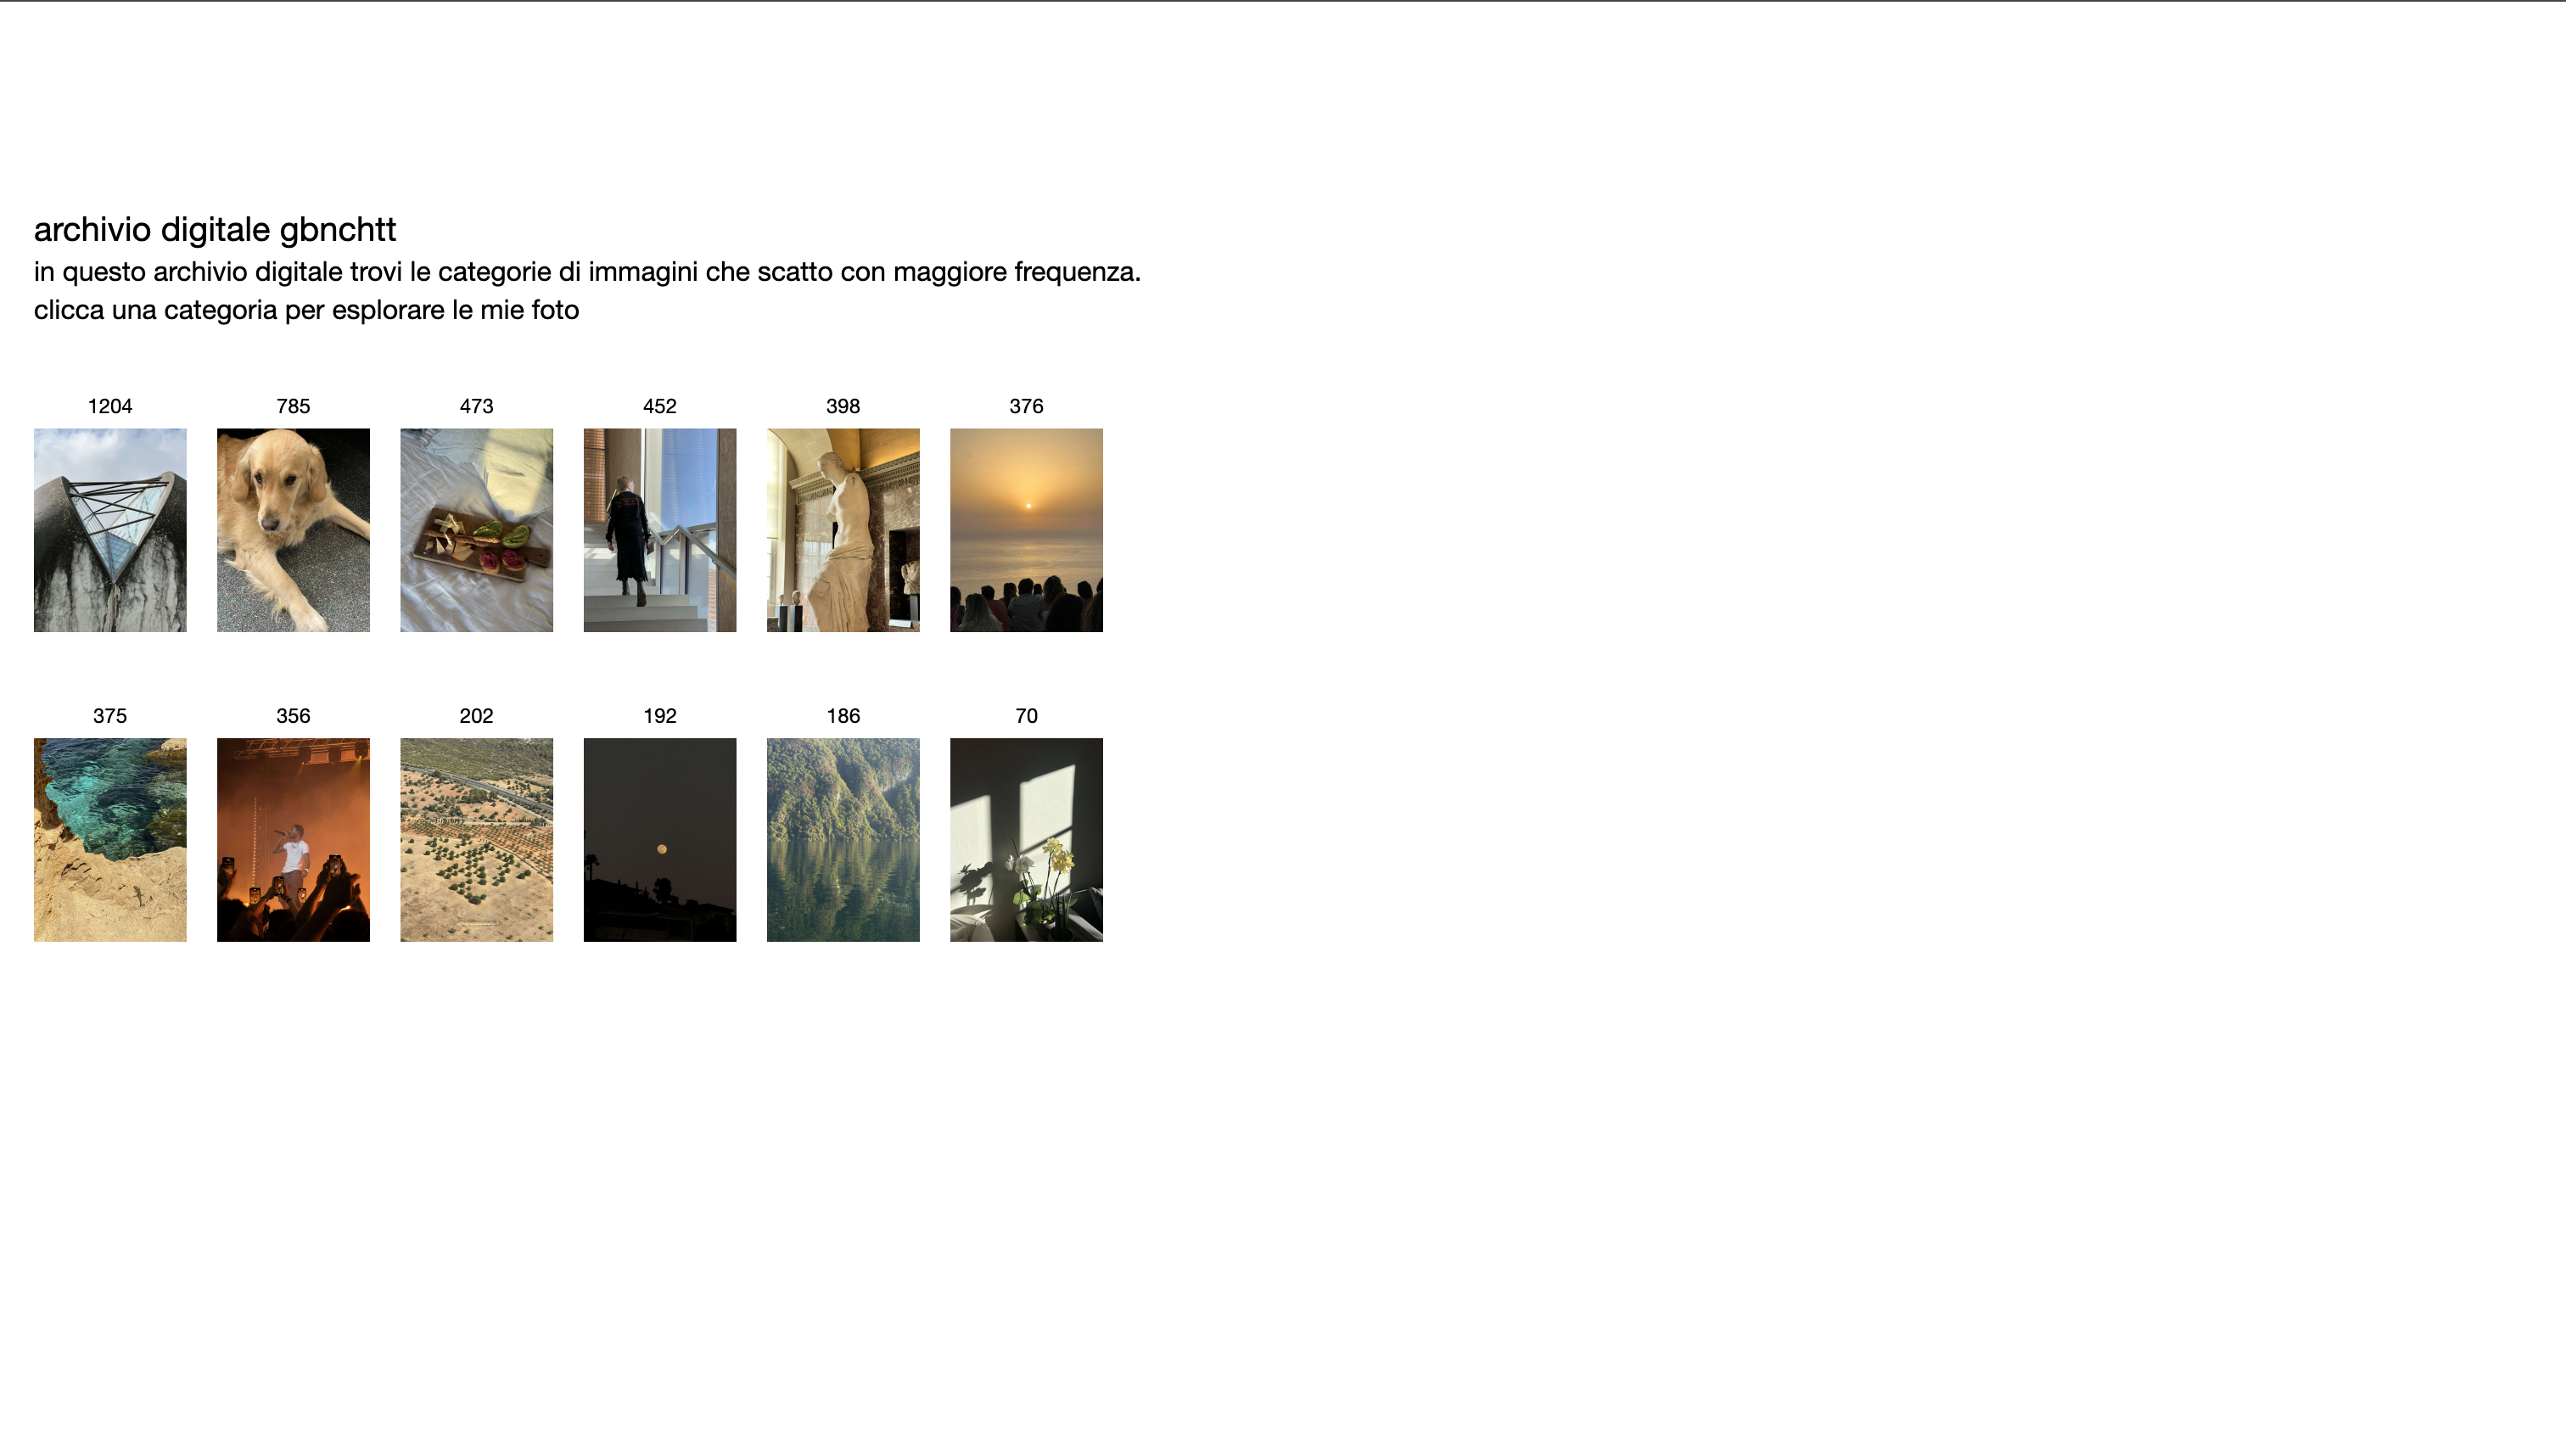 archivio digitale gbnchtt
in questo archivio digitale trovi le categorie di immagini che scatto con maggiore frequenza.
clicca una categoria per esplorare le mie foto
1204 785 473 452 398 376
375 356 202 192 186 70